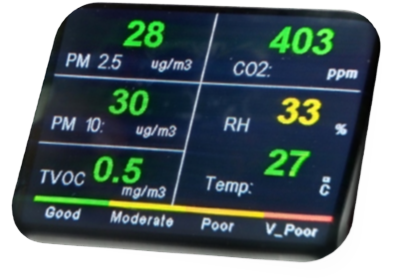 28
PM 2.5 ug/m3
403
CO2: ppm
30
PM 10: ug/m3
RH 33 %
TVOC 0.5 mg/m3
Temp: 27 °C
Good Moderate Poor V_Poor